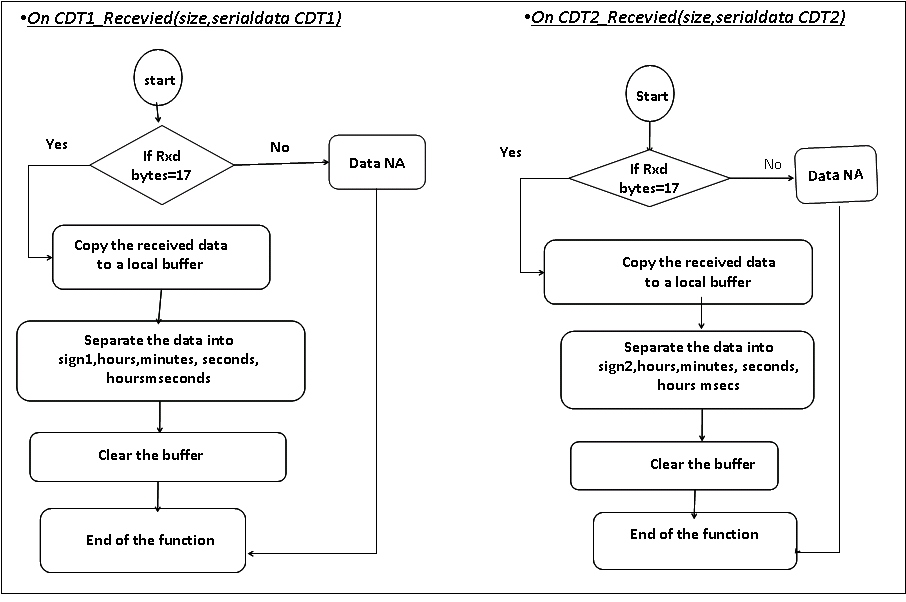 •On CDT1_Recevied(size,serialdata CDT1)
start
Yes
If Rxd
bytes=17
No
Data NA
Copy the received data
to a local buffer
Separate the data into
sign1,hours,minutes, seconds,
hoursmseconds
Clear the buffer
End of the function
•On CDT2_Recevied(size,serialdata CDT2)
Start
Yes
If Rxd
bytes=17
No
Data NA
Copy the received data
to a local buffer
Separate the data into
sign2,hours,minutes, seconds,
hours msecs
Clear the buffer
End of the function